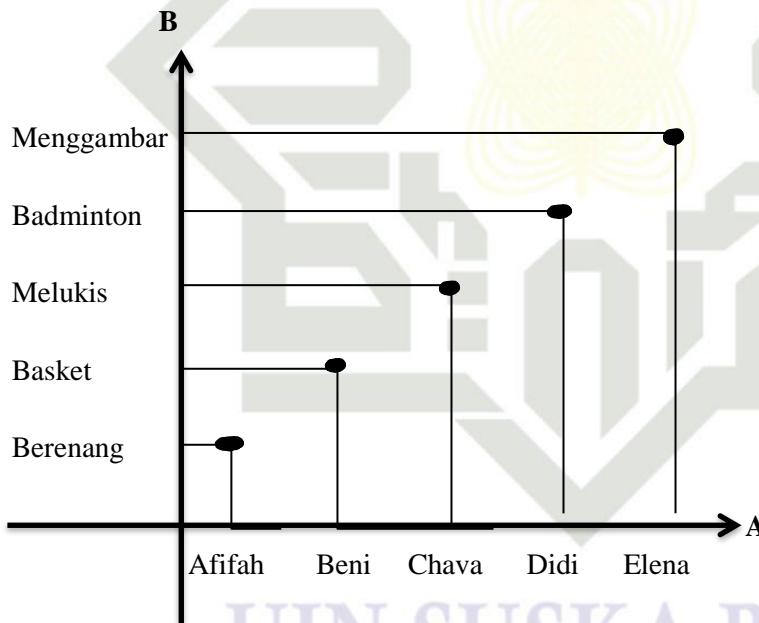 B
Menggambar
Badminton
Melukis
Basket
Berenang
A
Afifah Beni Chava Didi Elena